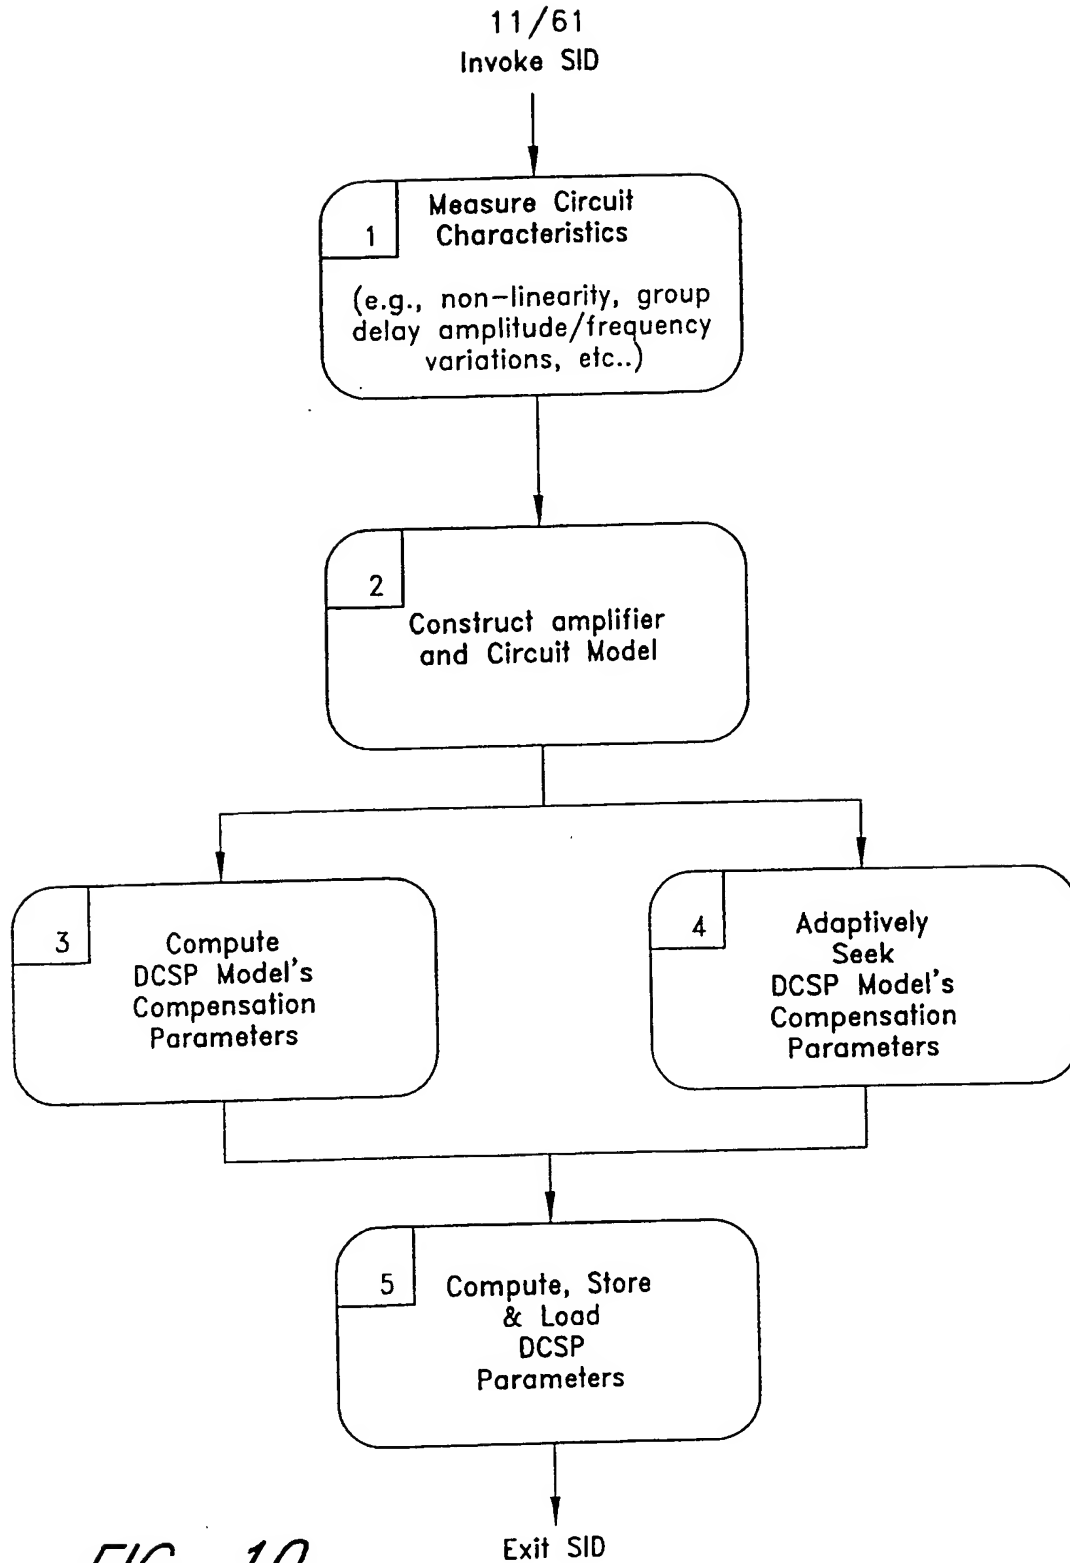 11/61
Invoke SID
1
Measure Circuit
Characteristics
(e.g., non-linearity, group
delay amplitude/frequency
variations, etc..)
2
Construct amplifier
and Circuit Model
3
Compute
DCSP Model's
Compensation
Parameters
4
Adaptively
Seek
DCSP Model's
Compensation
Parameters
5
Compute, Store
& Load
DCSP
Parameters
Exit SID
FIG. 10